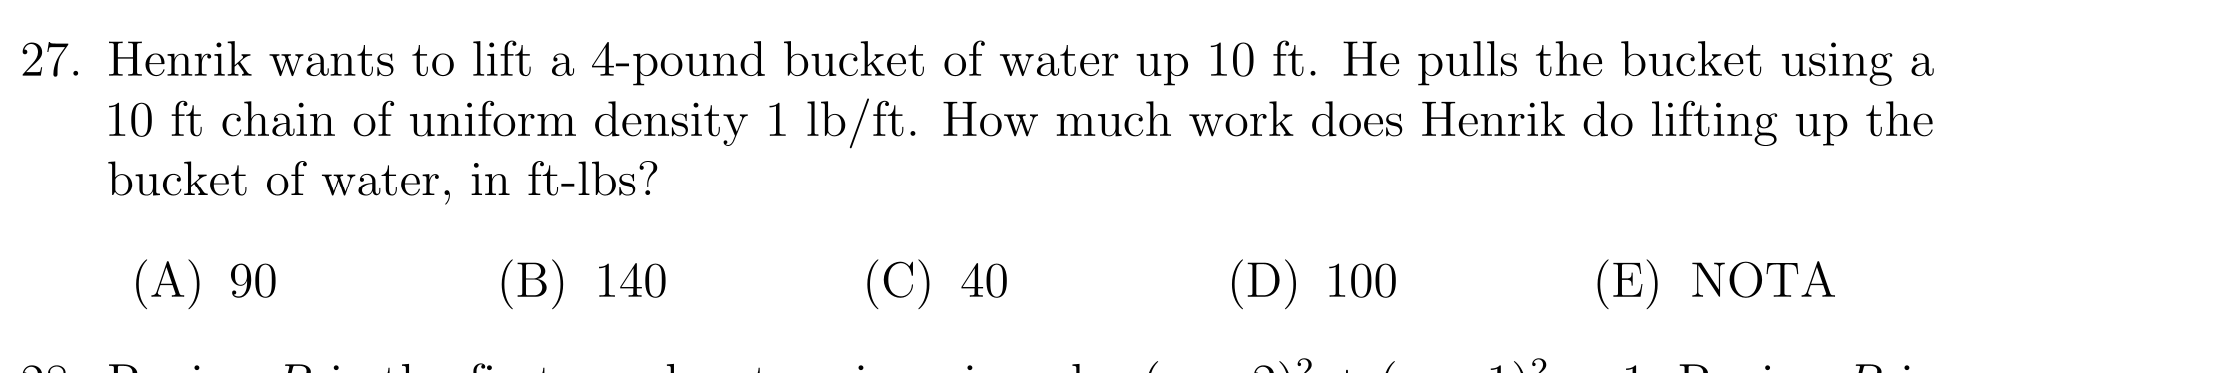 27. Henrik wants to lift a 4-pound bucket of water up 10 ft. He pulls the bucket using a
10 ft chain of uniform density 1 lb/ft. How much work does Henrik do lifting up the
bucket of water, in ft-lbs?
(A) 90 (B) 140 (C) 40 (D) 100 (E) NOTA